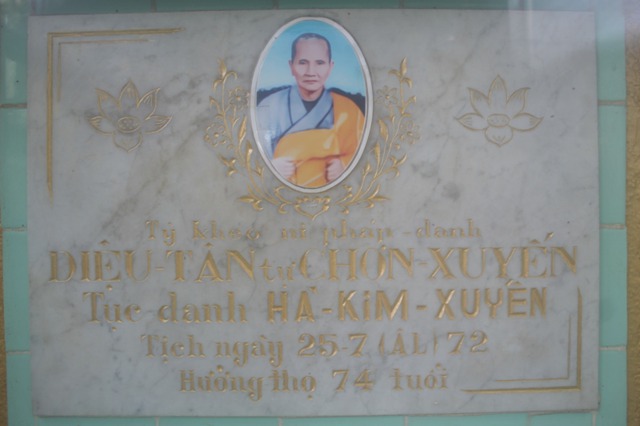 Tỳ kheo ni pháp-danh
DIỆU-TÂN tự CHƠN-XUYẾN
Tục danh HÀ-KiM-XUYẾN
Tịch ngày 25-7 (ÂL) 72
Hưởng thọ 74 tuổi